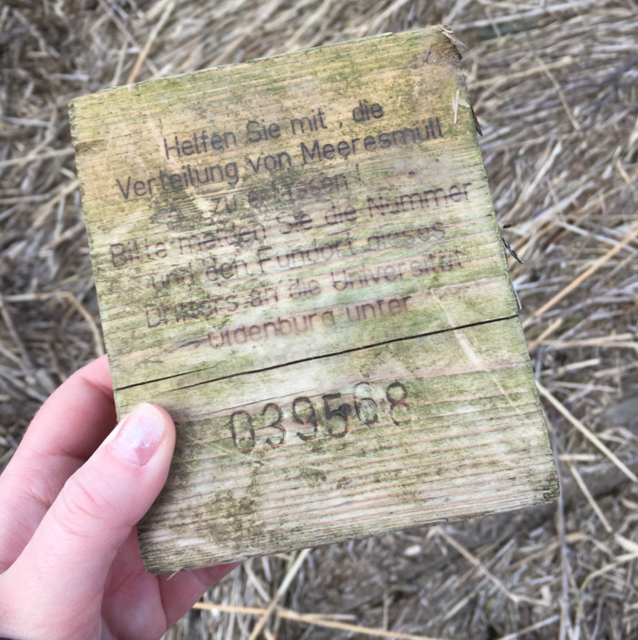 Helfen Sie mit, die
Verteilung von Meeresmüll
zu erfassen!
Bitte melden Sie die Nummer
und den Fundort dieses
Drifters an die Universität
Oldenburg unter
039568